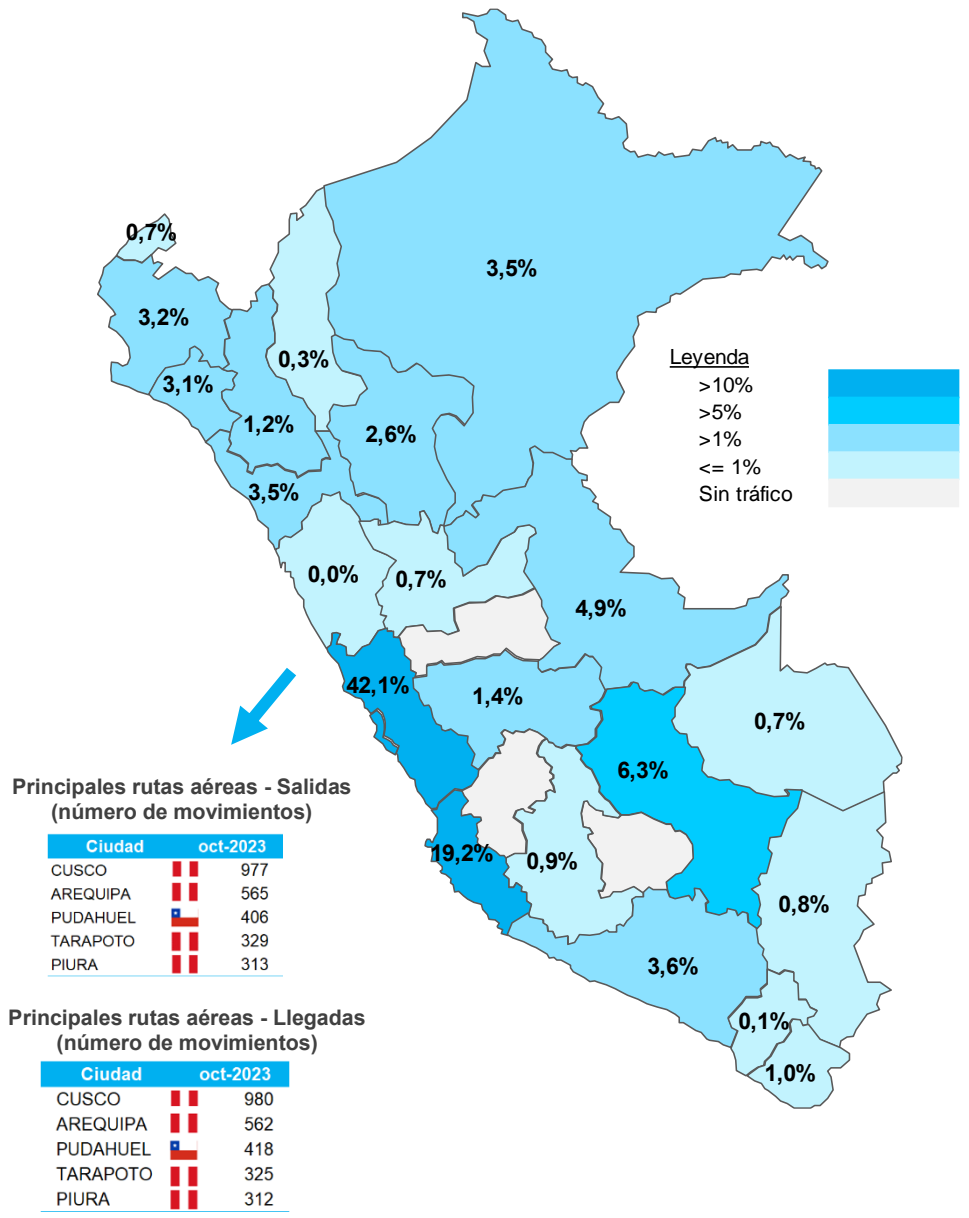 0,7%
3,5%
3,2%
0,3%
3,1%
1,2%
2,6%
3,5%
0,0%
0,7%
4,9%
42,1%
1,4%
0,7%
6,3%
19,2%
0,9%
0,8%
3,6%
0,1%
1,0%
Leyenda
>10%
>5%
>1%
<= 1%
Sin tráfico
Principales rutas aéreas - Salidas
(número de movimientos)
Ciudad oct-2023
CUSCO 977
AREQUIPA 565
PUDAHUEL 406
TARAPOTO 329
PIURA 313
Principales rutas aéreas - Llegadas
(número de movimientos)
Ciudad oct-2023
CUSCO 980
AREQUIPA 562
PUDAHUEL 418
TARAPOTO 325
PIURA 312